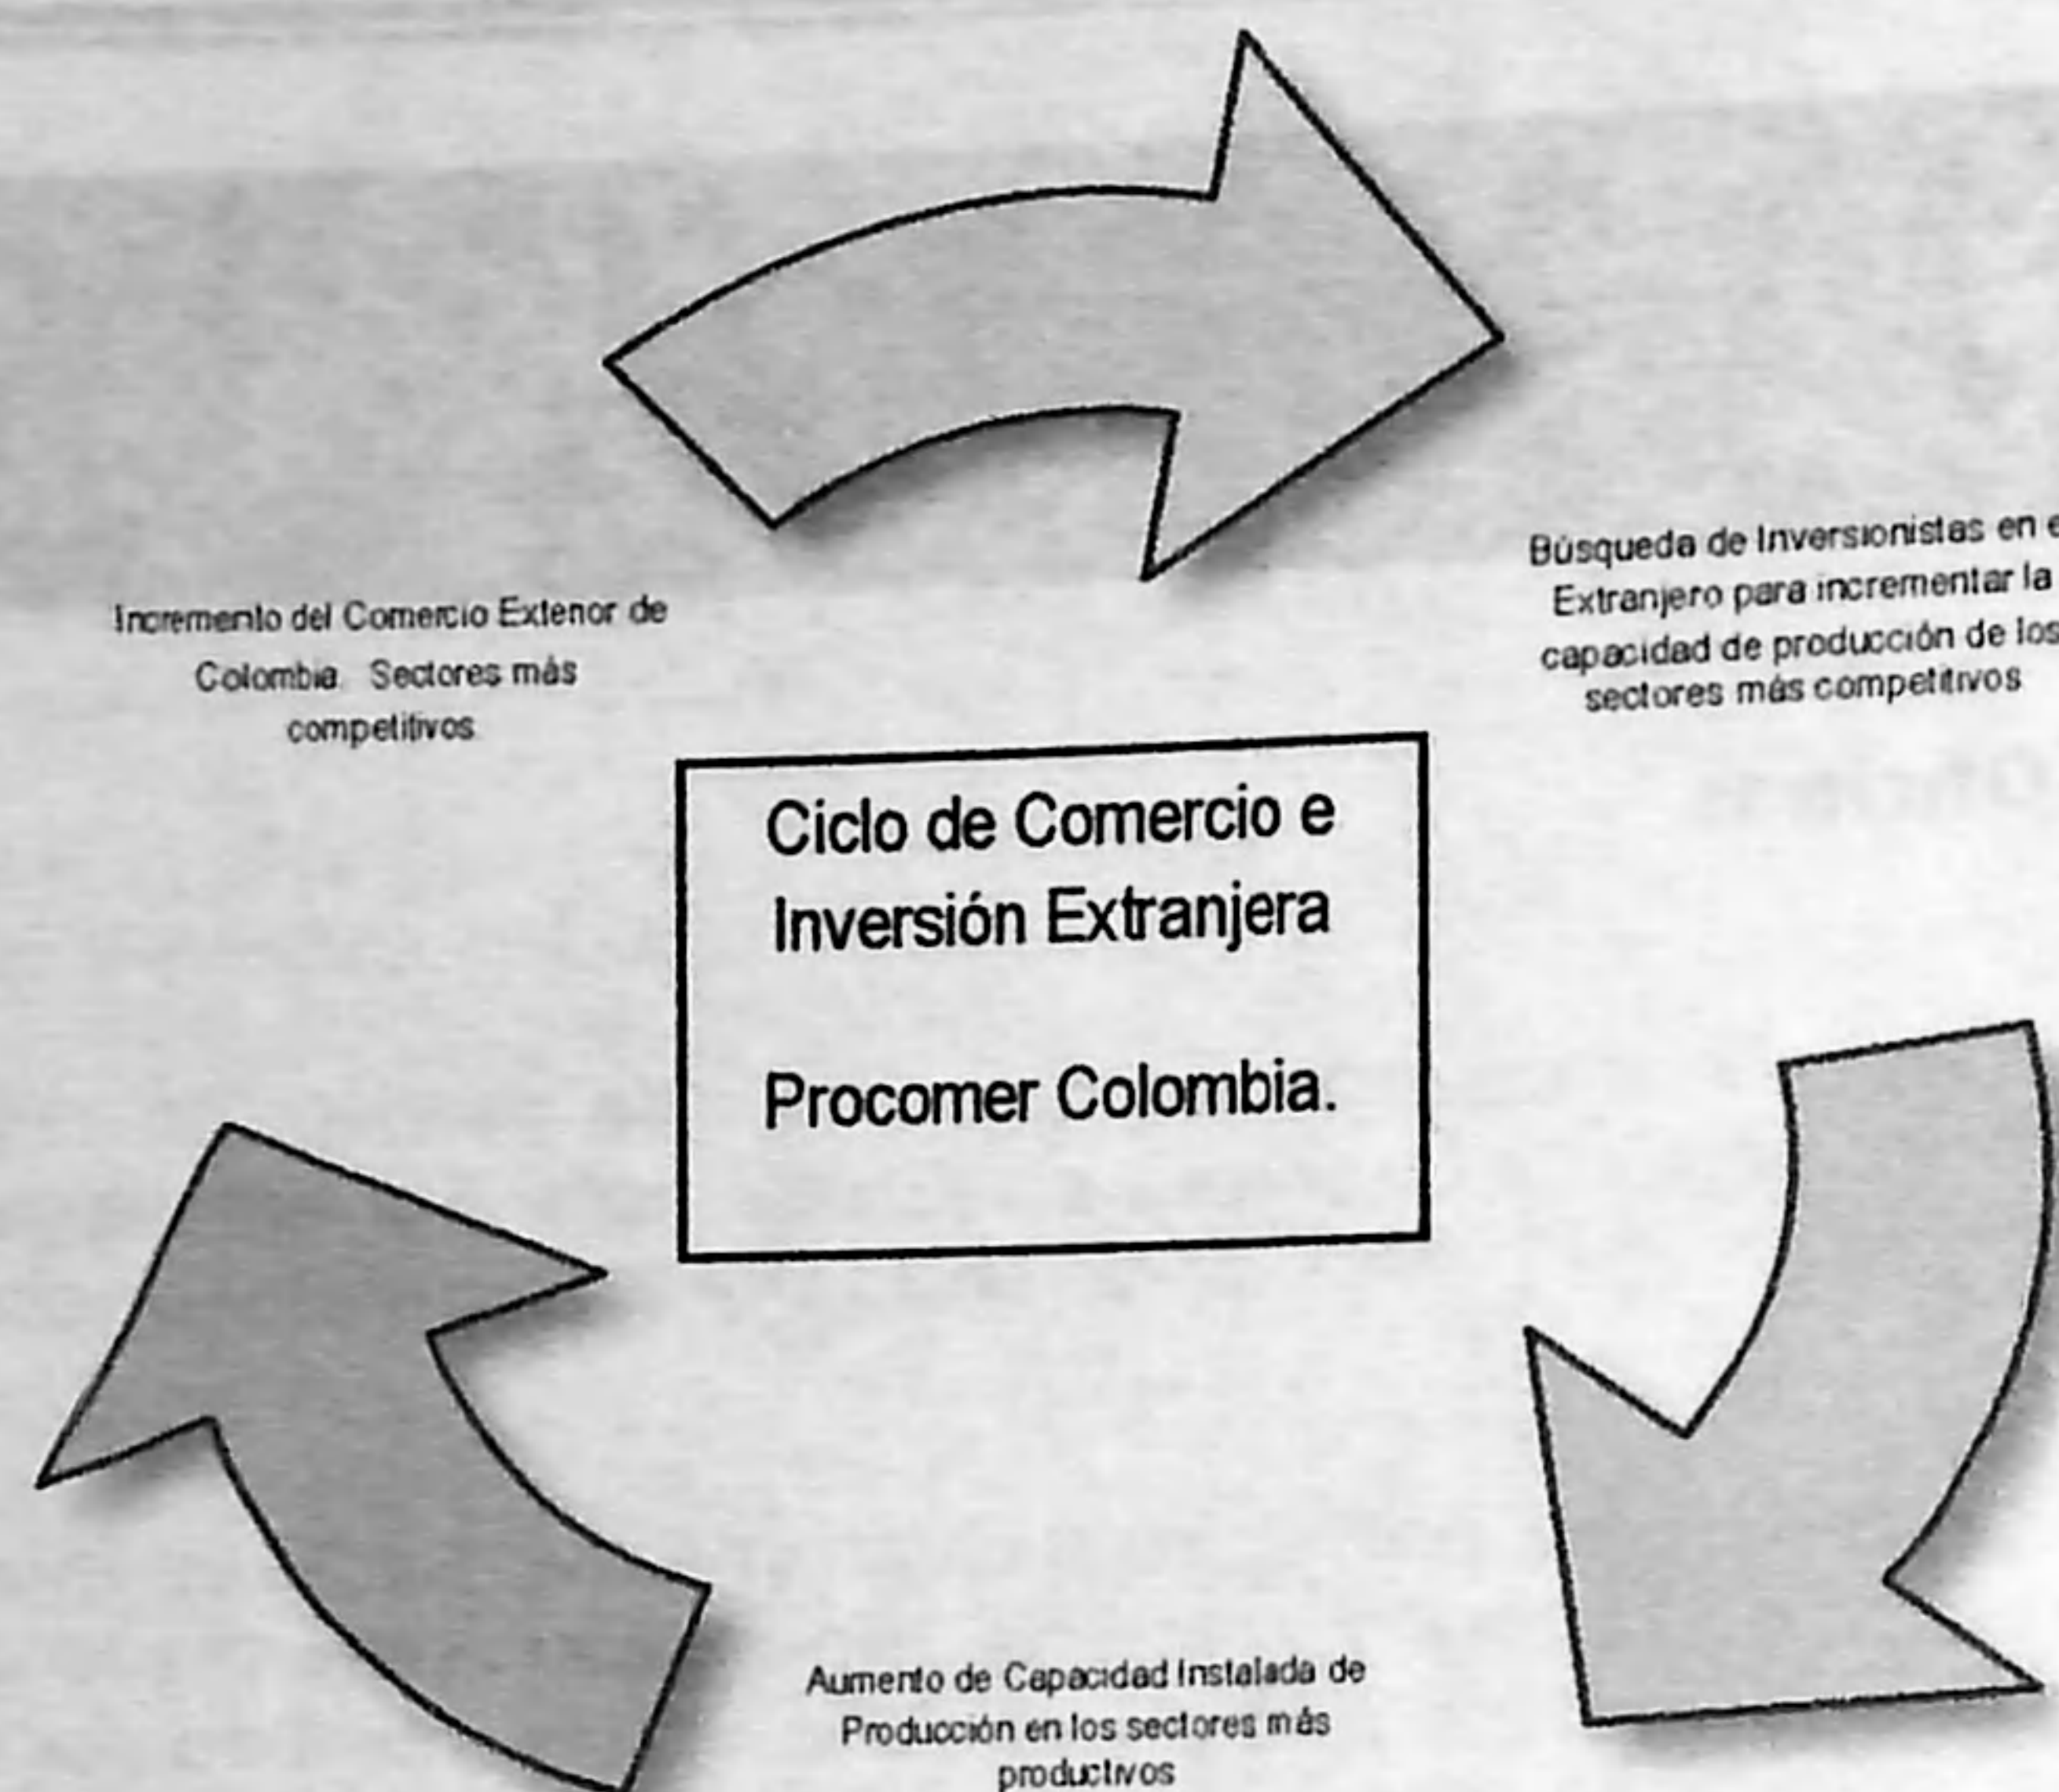 Incremento del Comercio Exterior de
Colombia. Sectores más
competitivos.
Búsqueda de Inversionistas en e
Extranjero para incrementar la
capacidad de producción de los
sectores más competitivos
Ciclo de Comercio e
Inversión Extranjera
Procomer Colombia.
Aumento de Capacidad Instalada de
Producción en los sectores más
productivos